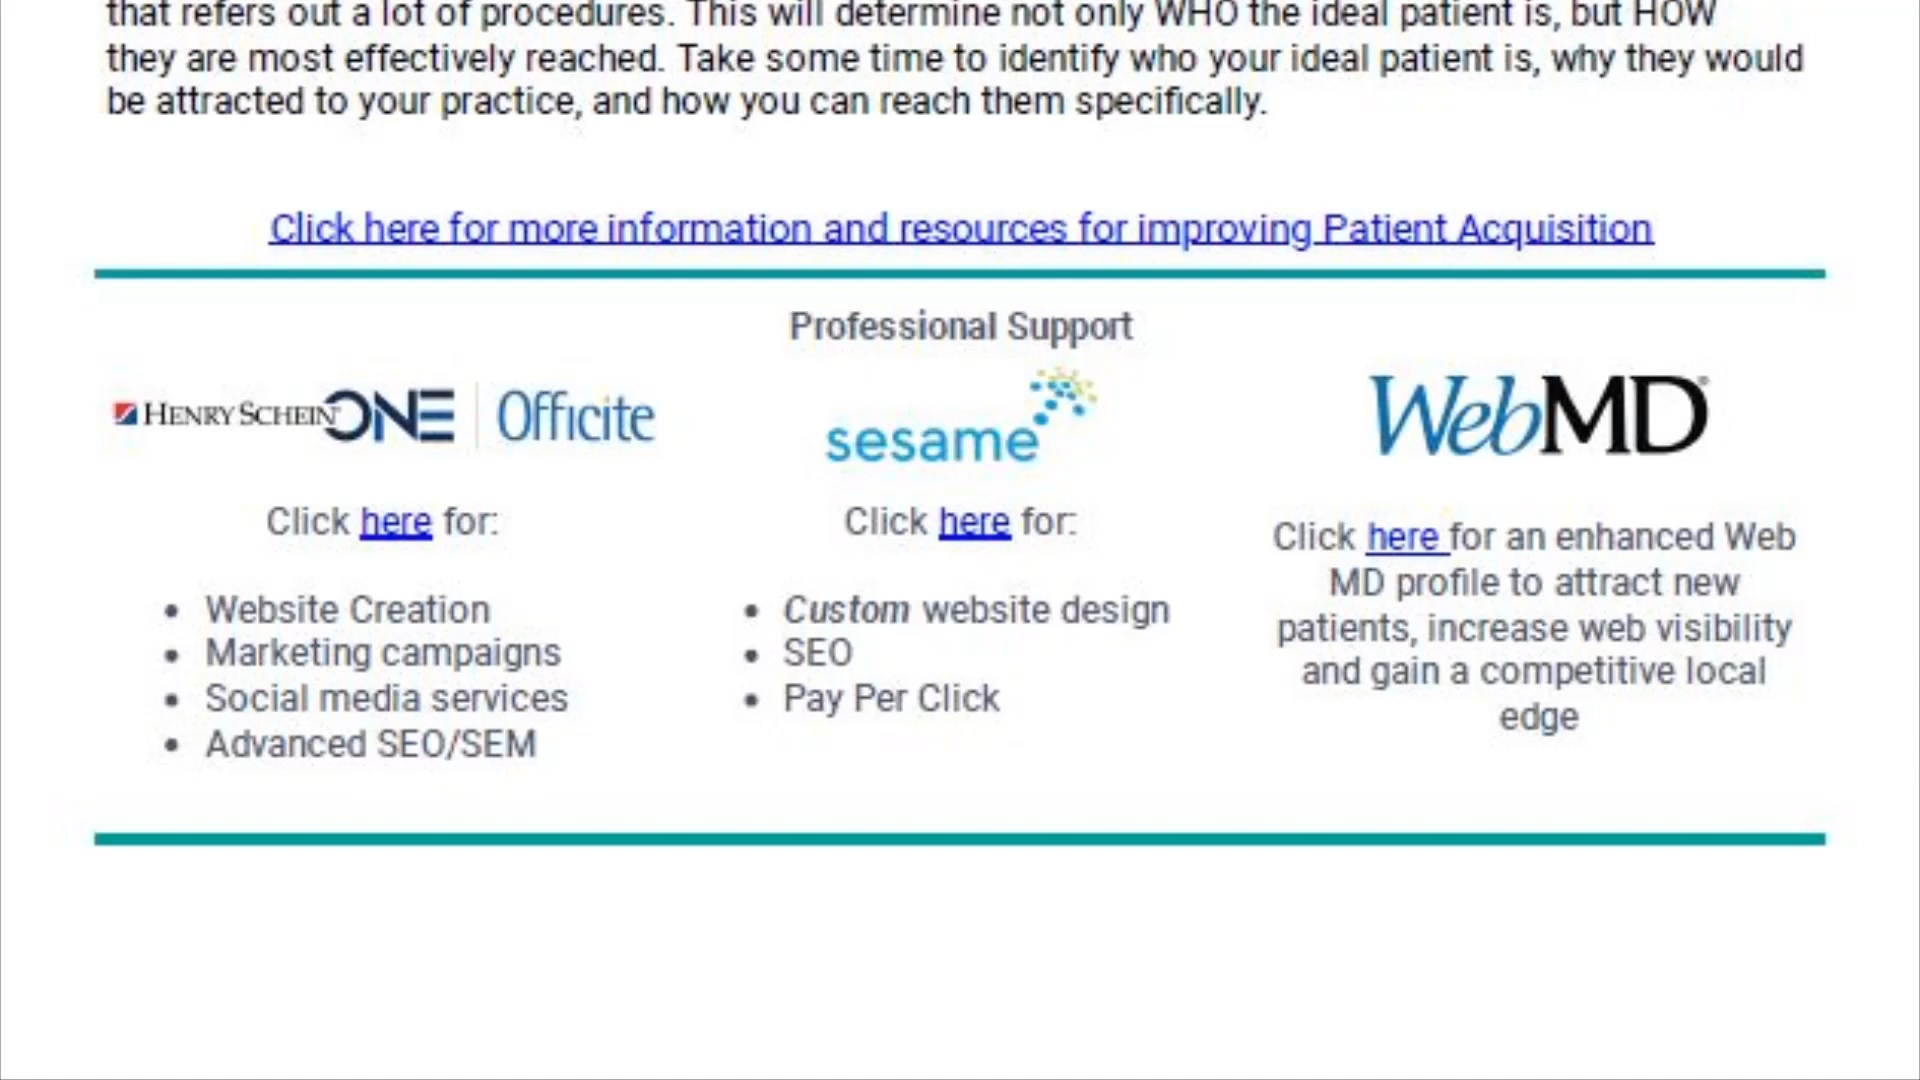 that refers out a lot of procedures. This will determine not only WHO the ideal patient is, but HOW
they are most effectively reached. Take some time to identify who your ideal patient is, why they would
be attracted to your practice, and how you can reach them specifically.
Click here for more information and resources for improving Patient Acquisition
Professional Support
HENRY SCHEIN ONE | Officite
Click here for:
• Website Creation
• Marketing campaigns
• Social media services
• Advanced SEO/SEM
sesame
Click here for:
• Custom website design
• SEO
• Pay Per Click
WebMD
Click here for an enhanced Web
MD profile to attract new
patients, increase web visibility
and gain a competitive local
edge